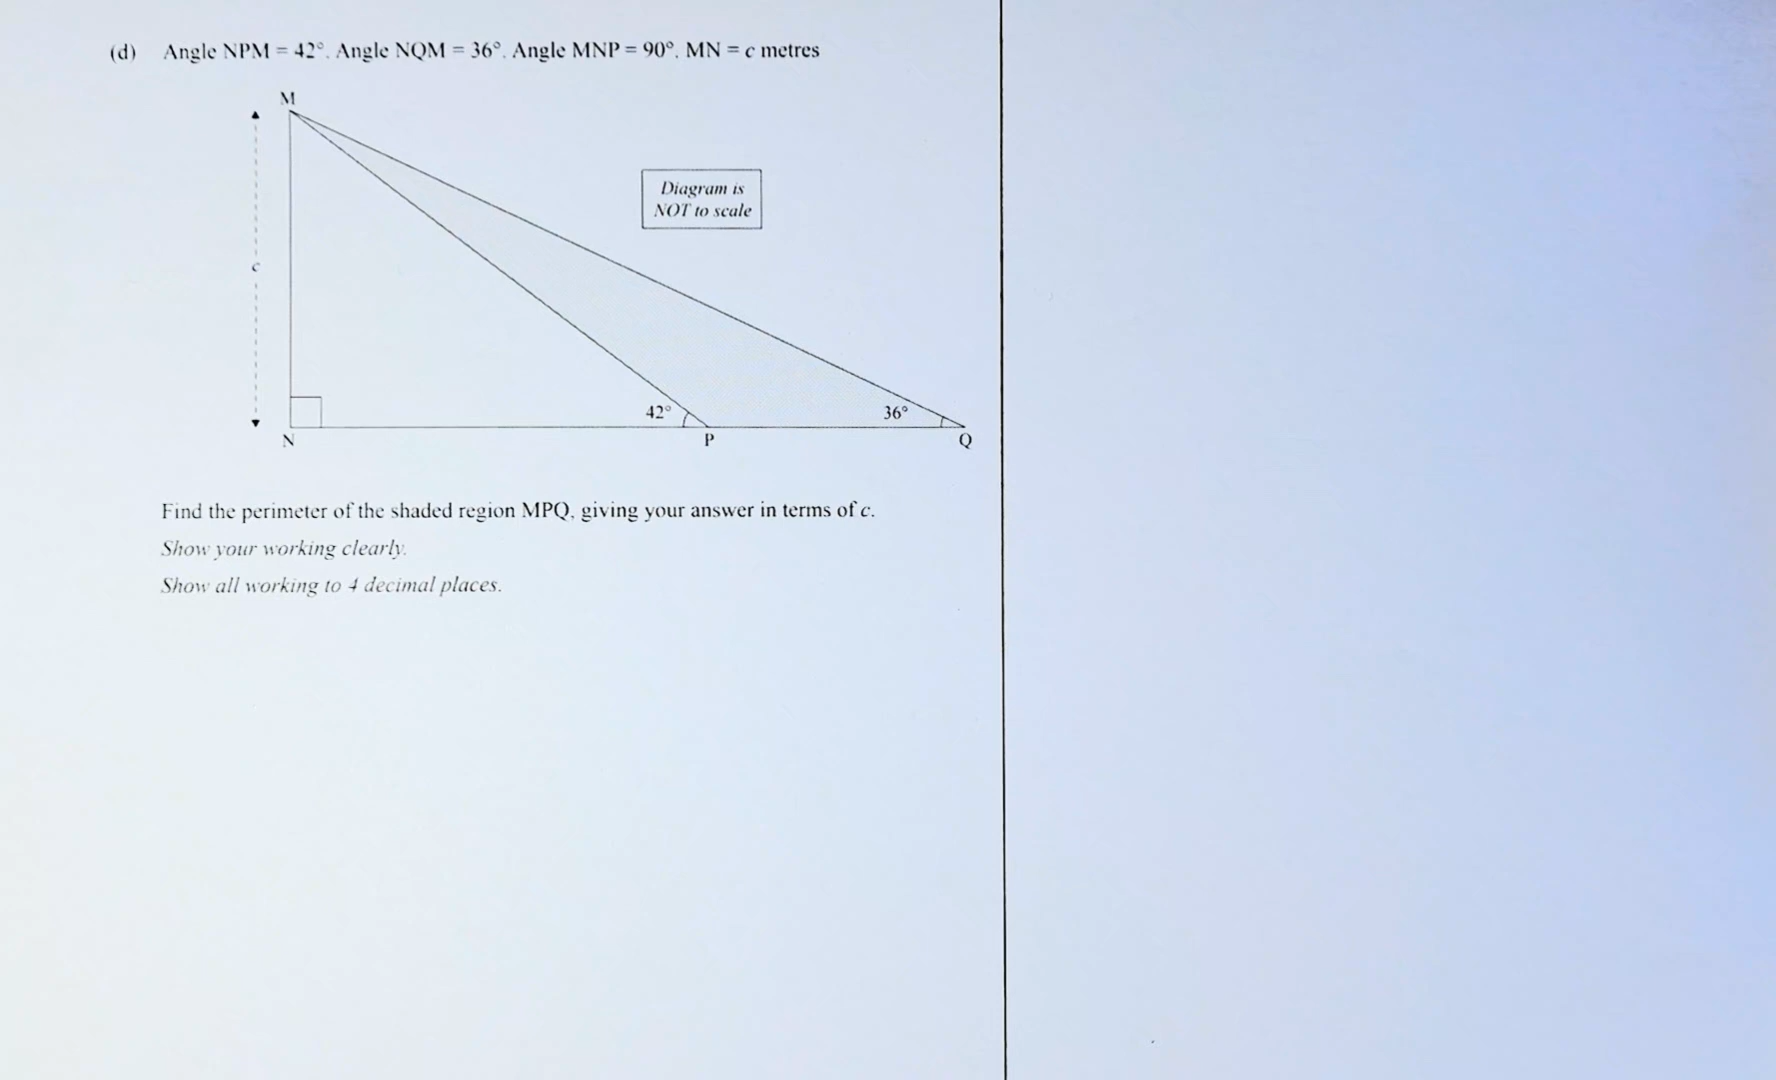 (d) Angle NPM = 42°. Angle NQM = 36°. Angle MNP = 90°. MN = c metres
M
Diagram is
NOT to scale
c
42°
36°
N
P
Q
Find the perimeter of the shaded region MPQ, giving your answer in terms of c.
Show your working clearly.
Show all working to 4 decimal places.